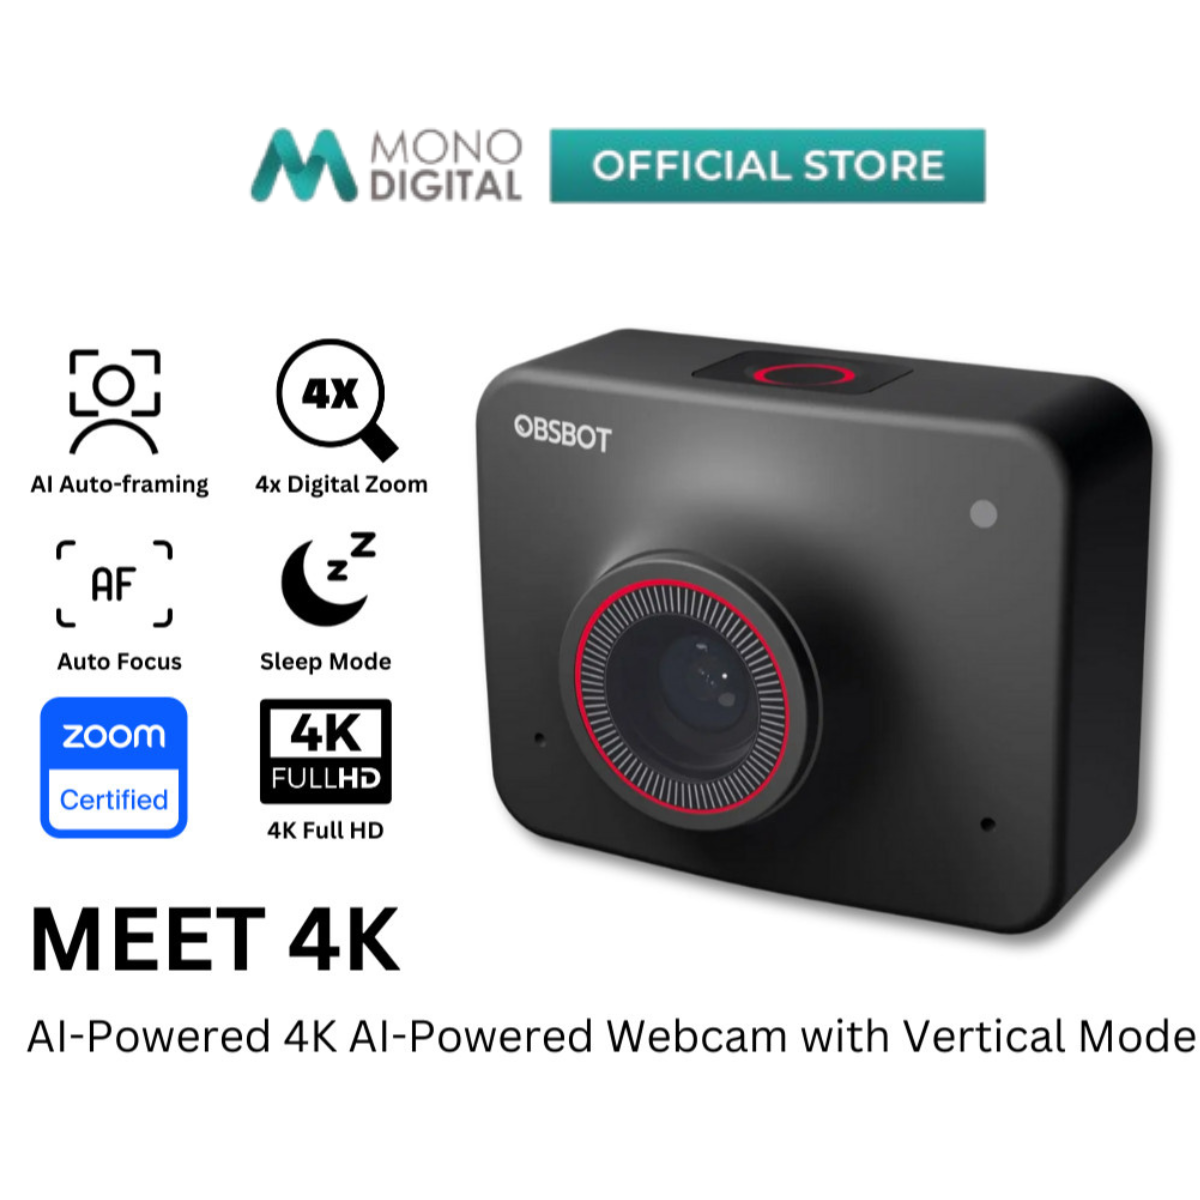 MONO
DIGITAL
OFFICIAL STORE
4X
AI Auto-framing
4x Digital Zoom
AF
z
Z
Auto Focus
Sleep Mode
zoom
Certified
4K
FULLHD
4K Full HD
OBSBOT
MEET 4K
AI-Powered 4K AI-Powered Webcam with Vertical Mode